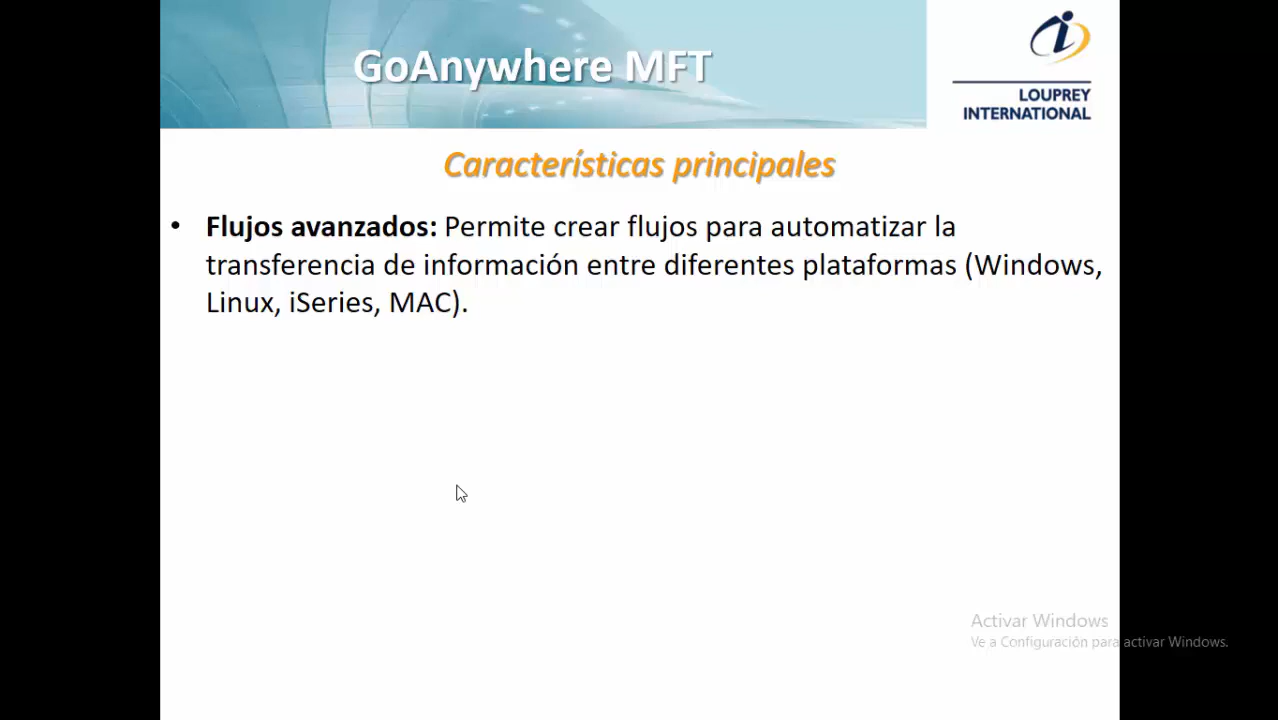 GoAnywhere MFT
LOUPREY
INTERNATIONAL
Características principales
• Flujos avanzados: Permite crear flujos para automatizar la
transferencia de información entre diferentes plataformas (Windows,
Linux, iSeries, MAC).
Activar Windows
Ve a Configuración para activar Windows.